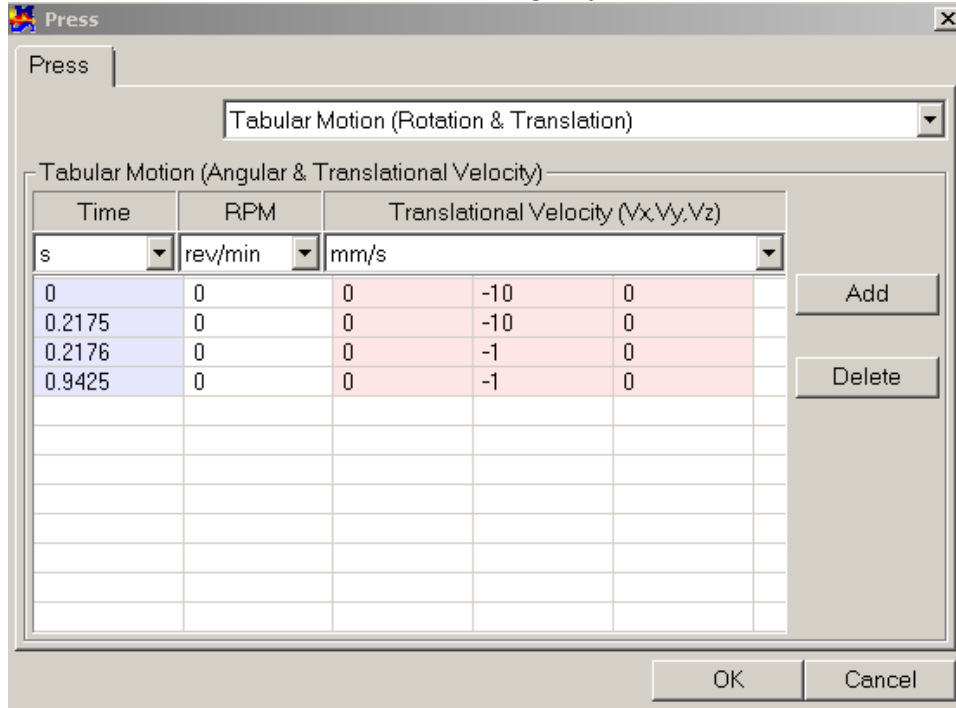 Press
Press
Tabular Motion (Rotation & Translation)
Tabular Motion (Angular & Translational Velocity)
Time RPM Translational Velocity (Vx,Vy,Vz)
s rev/min mm/s
0 0 0 -10 0
Add
0.2175 0 0 -10 0
0.2176 0 0 -1 0
0.9425 0 0 -1 0
Delete
OK Cancel